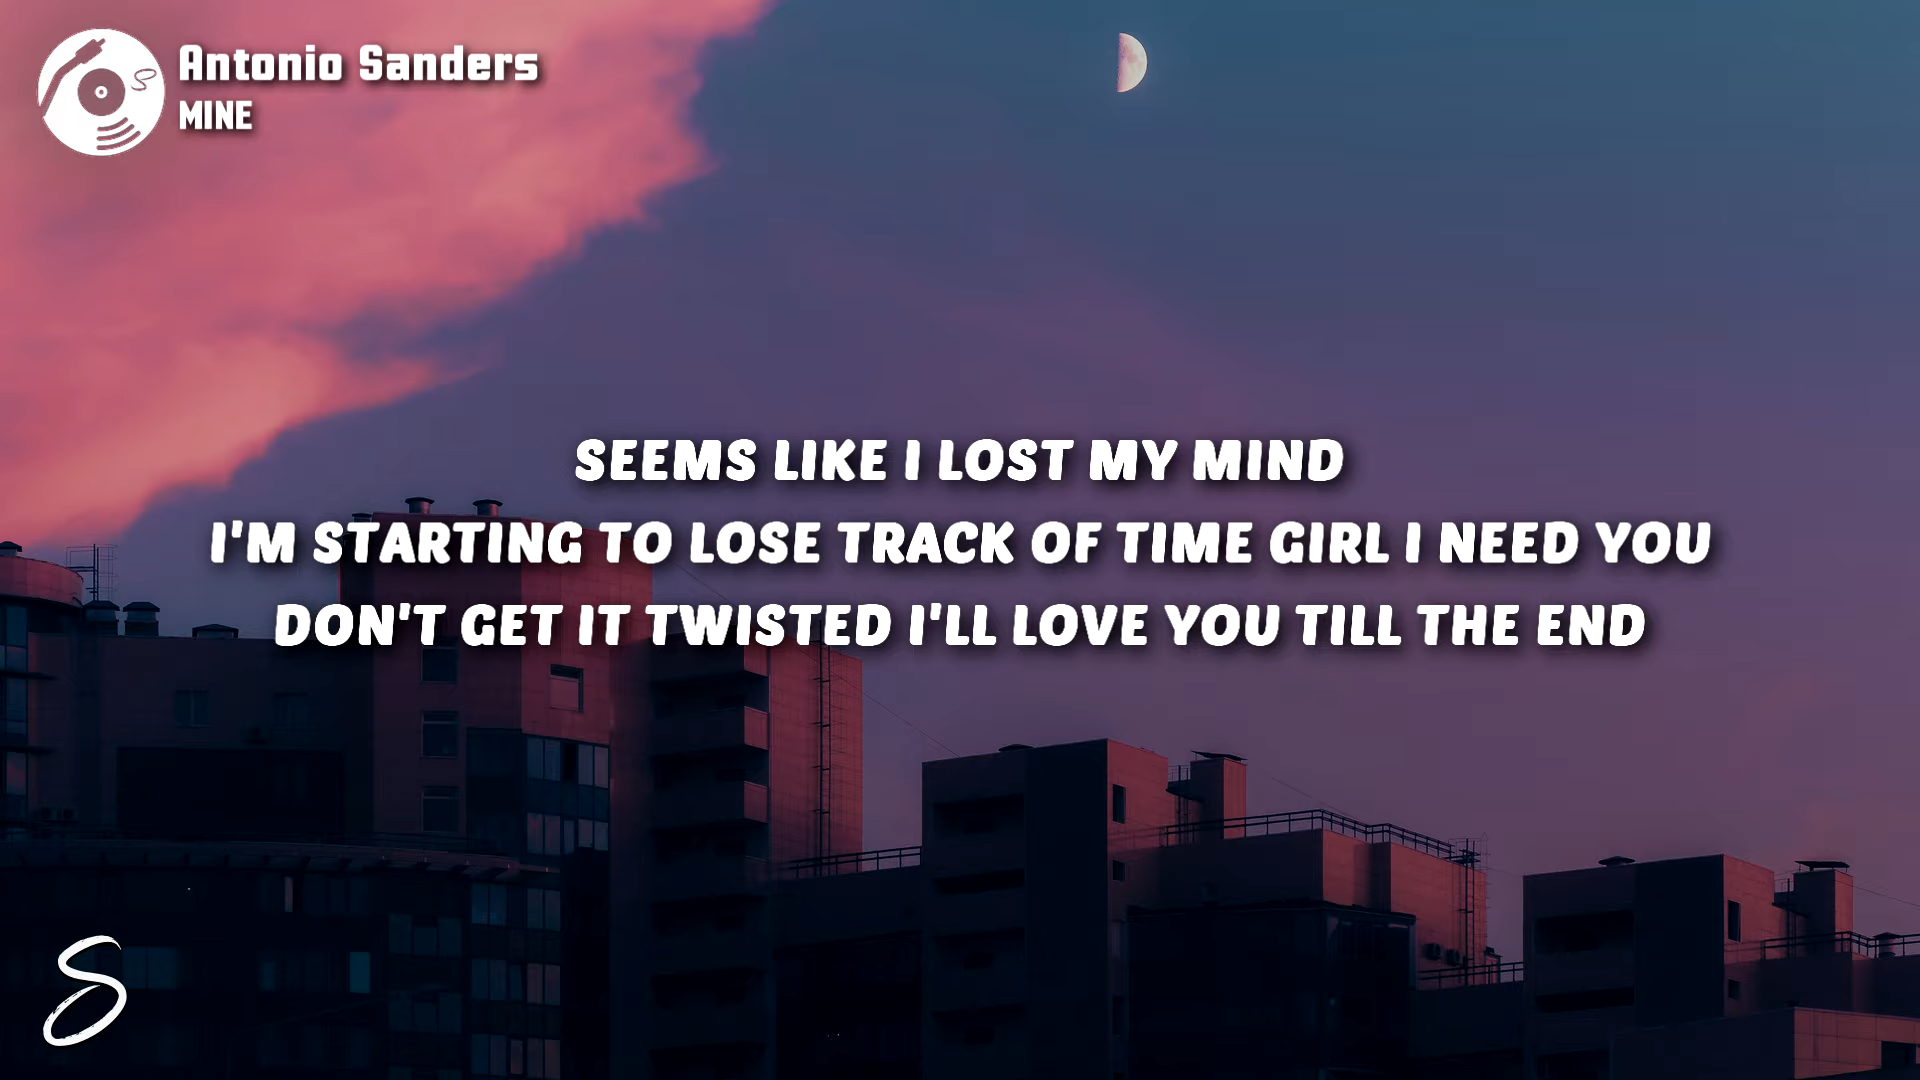 Antonio Sanders
MINE
SEEMS LIKE I LOST MY MIND
I'M STARTING TO LOSE TRACK OF TIME GIRL I NEED YOU
DON'T GET IT TWISTED I'LL LOVE YOU TILL THE END
S